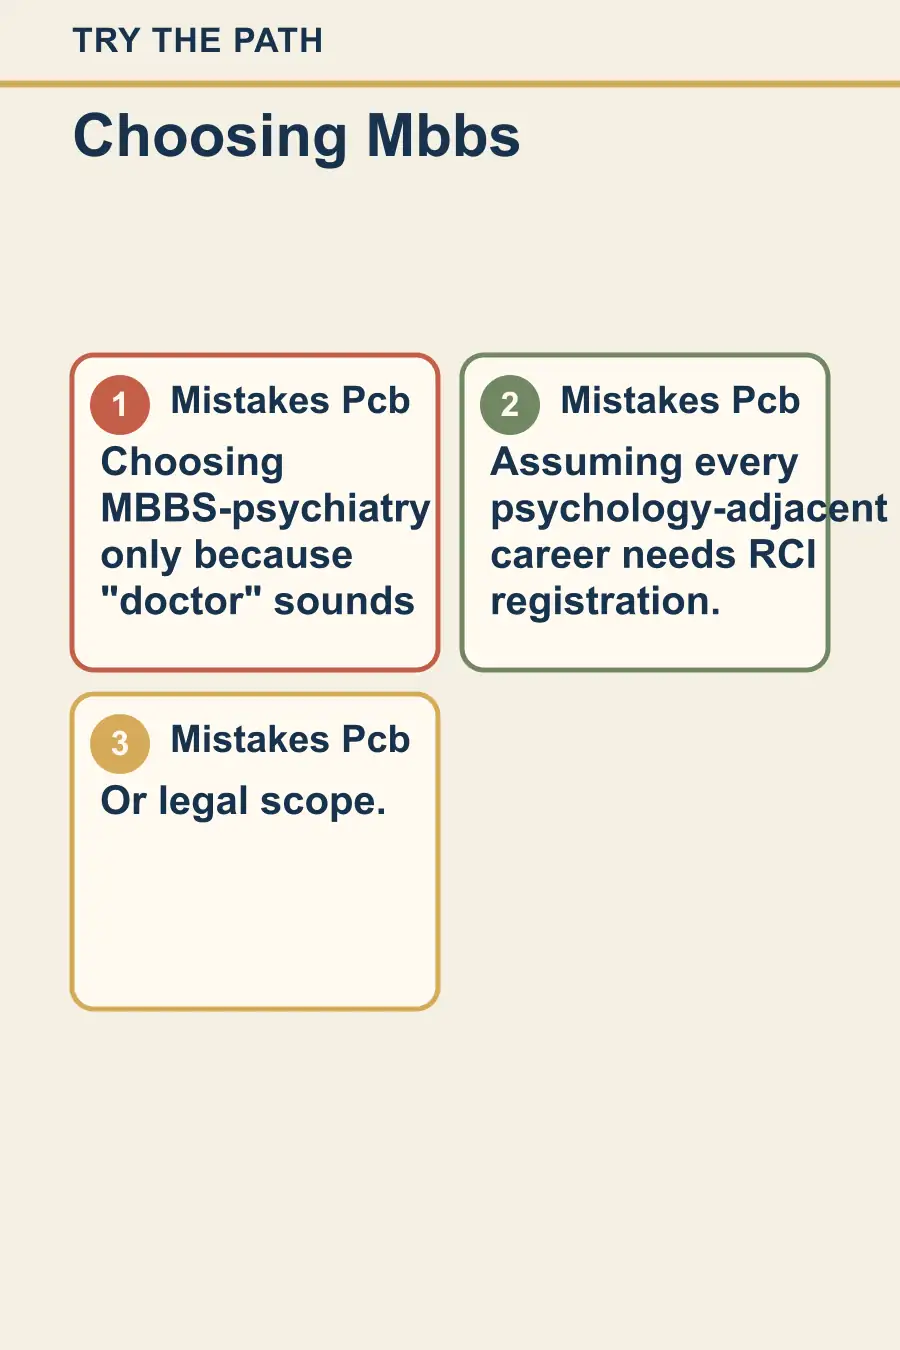 TRY THE PATH
Choosing Mbbs
1 Mistakes Pcb
Choosing
MBBS-psychiatry
only because
"doctor" sounds
2 Mistakes Pcb
Assuming every
psychology-adjacent
career needs RCI
registration.
3 Mistakes Pcb
Or legal scope.